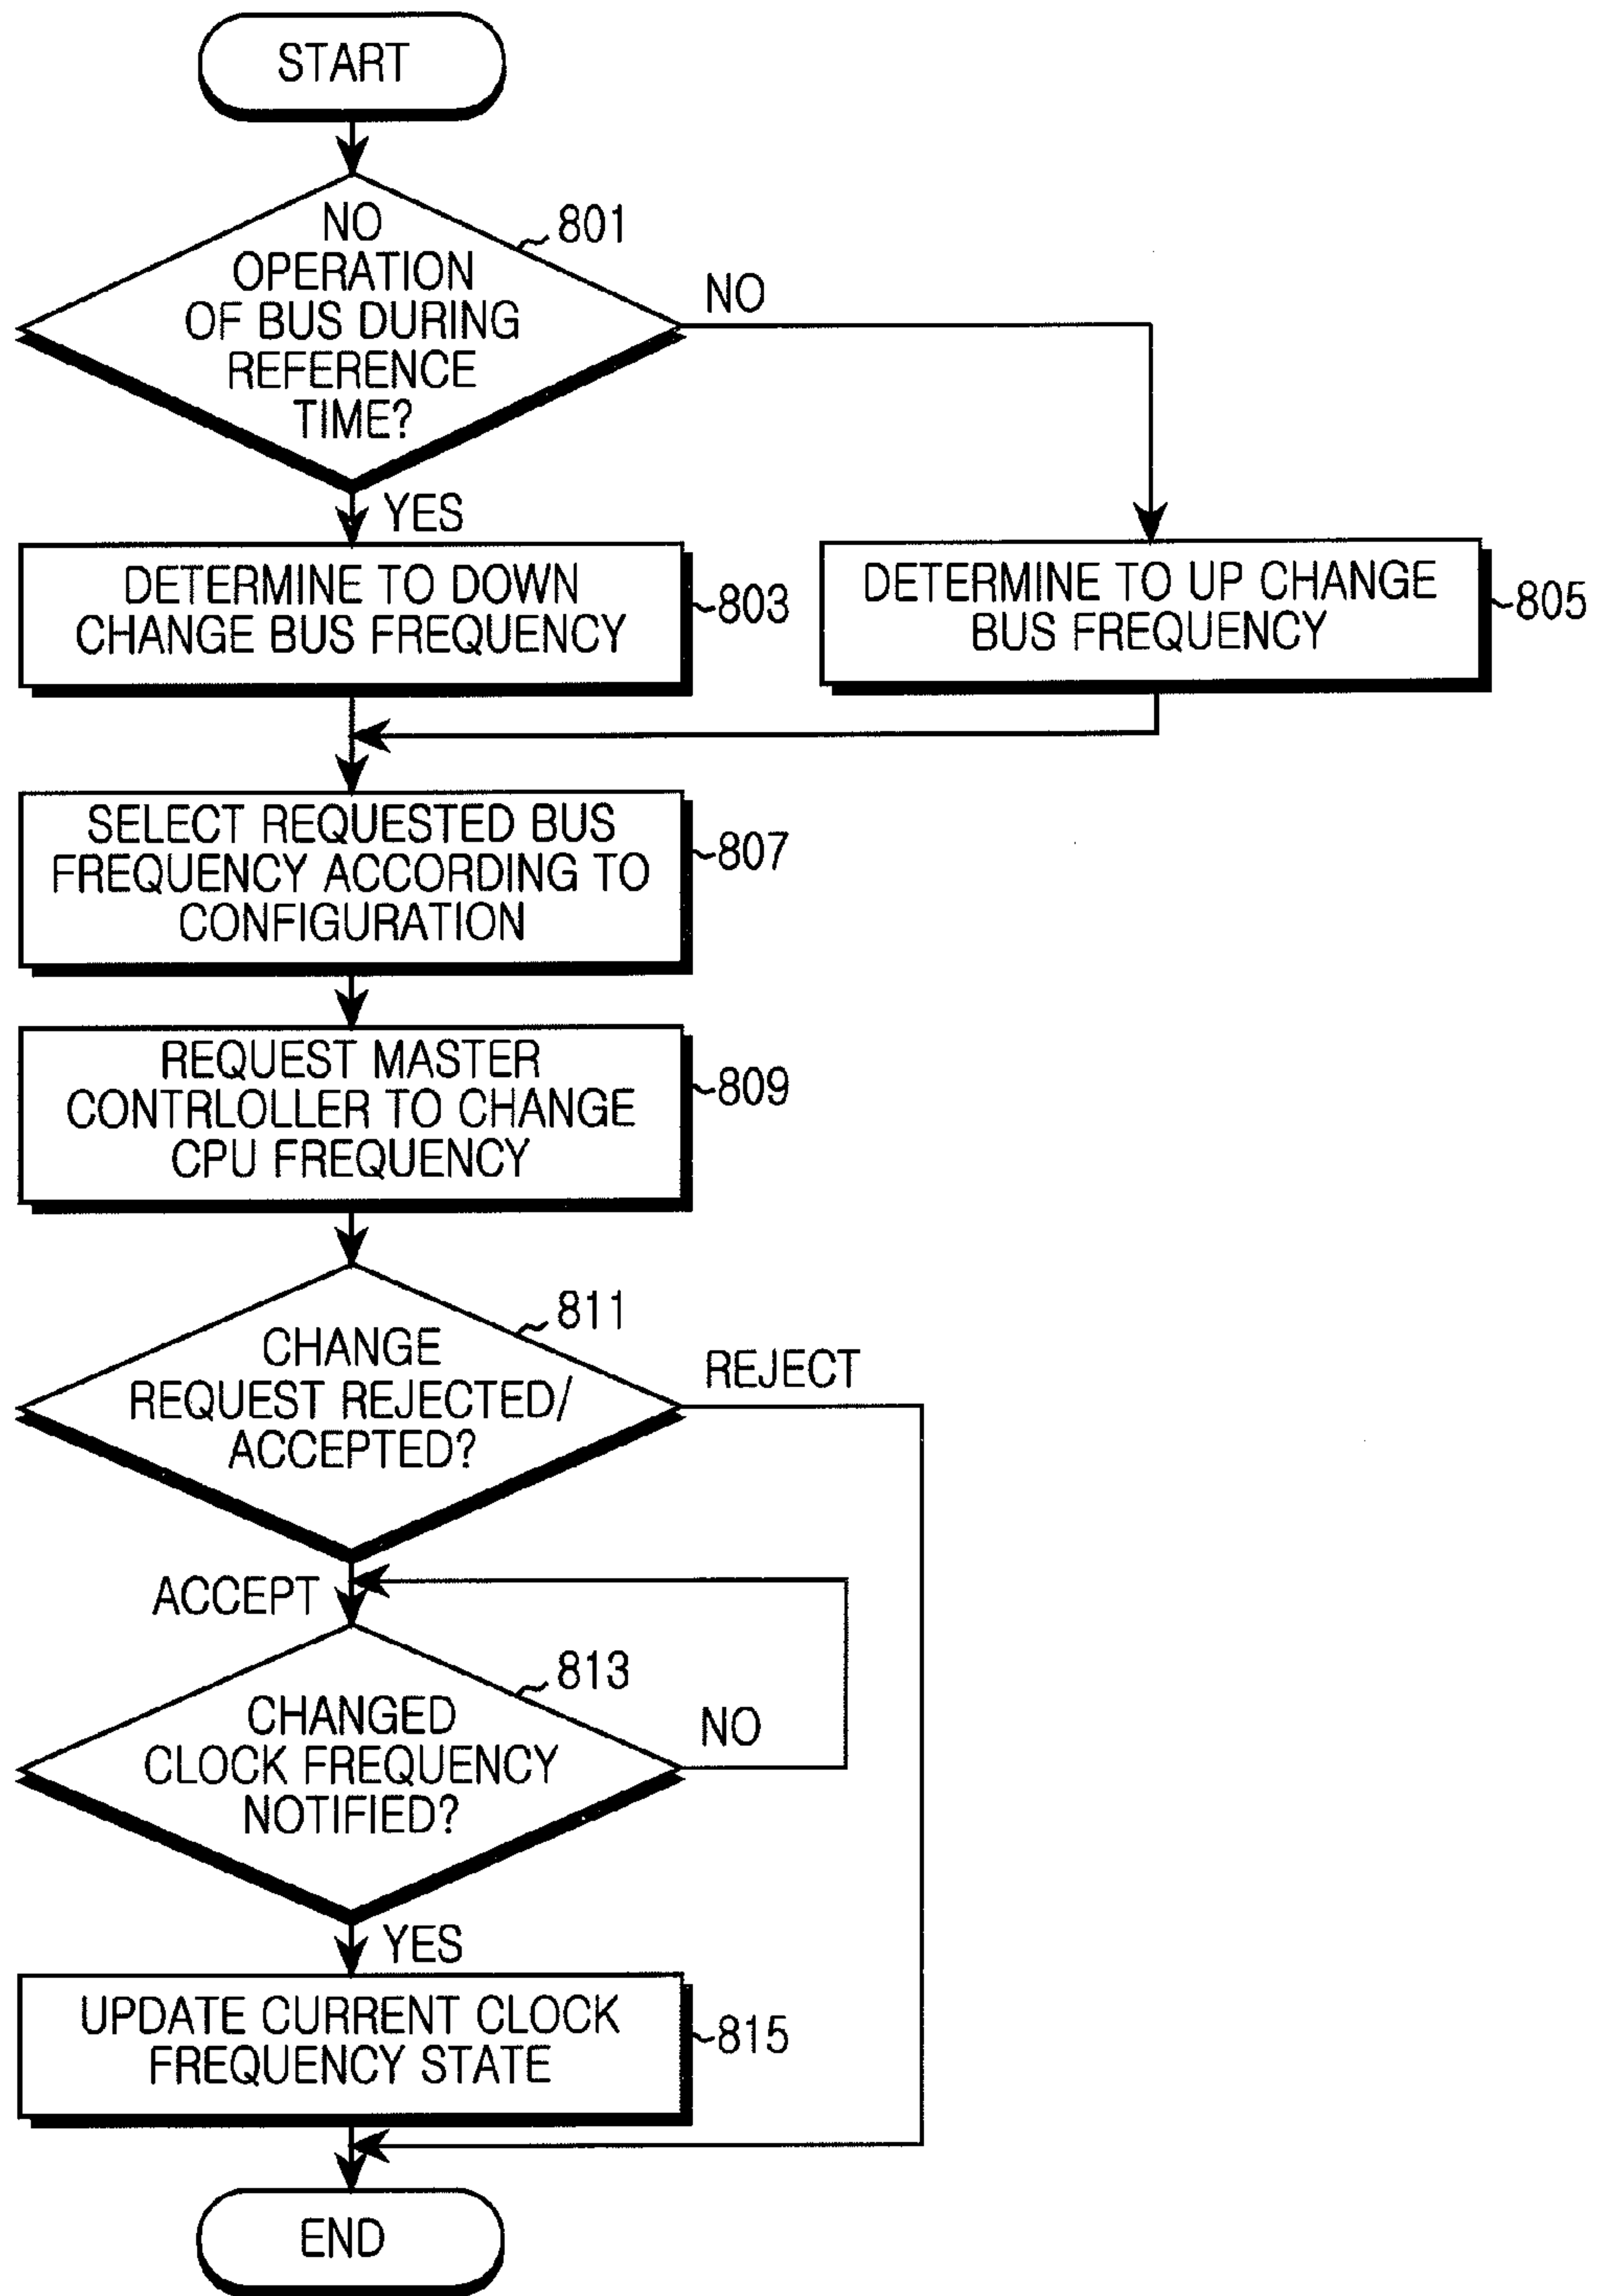 START
NO
OPERATION
OF BUS DURING
REFERENCE
TIME?
801
NO
YES
DETERMINE TO DOWN
CHANGE BUS FREQUENCY
803
DETERMINE TO UP CHANGE
BUS FREQUENCY
805
SELECT REQUESTED BUS
FREQUENCY ACCORDING TO
CONFIGURATION
807
REQUEST MASTER
CONTRLOLLER TO CHANGE
CPU FREQUENCY
809
CHANGE
REQUEST REJECTED/
ACCEPTED?
811
REJECT
ACCEPT
CHANGED
CLOCK FREQUENCY
NOTIFIED?
813
NO
YES
UPDATE CURRENT CLOCK
FREQUENCY STATE
815
END